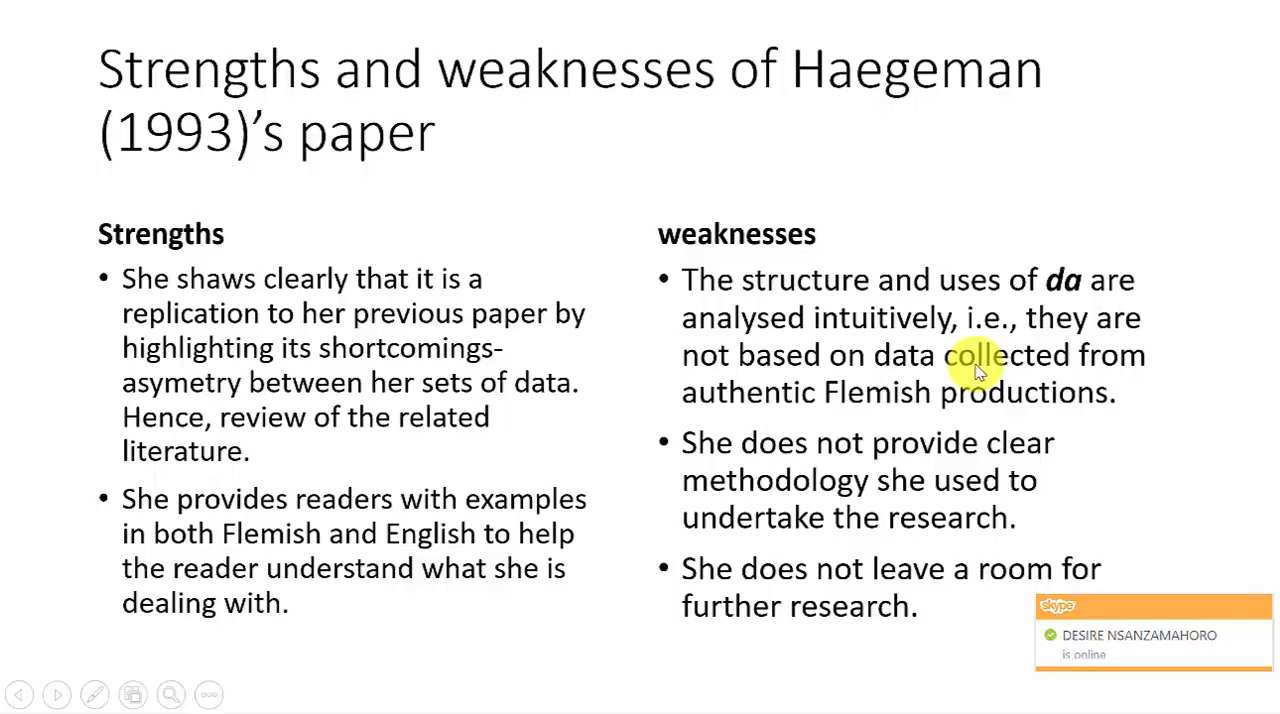 Strengths and weaknesses of Haegeman
(1993)’s paper
Strengths
• She shaws clearly that it is a
replication to her previous paper by
highlighting its shortcomings-
asymetry between her sets of data.
Hence, review of the related
literature.
• She provides readers with examples
in both Flemish and English to help
the reader understand what she is
dealing with.
weaknesses
• The structure and uses of da are
analysed intuitively, i.e., they are
not based on data collected from
authentic Flemish productions.
• She does not provide clear
methodology she used to
undertake the research.
• She does not leave a room for
further research.
skype
DESIRE NSANZAMAHORO
is online